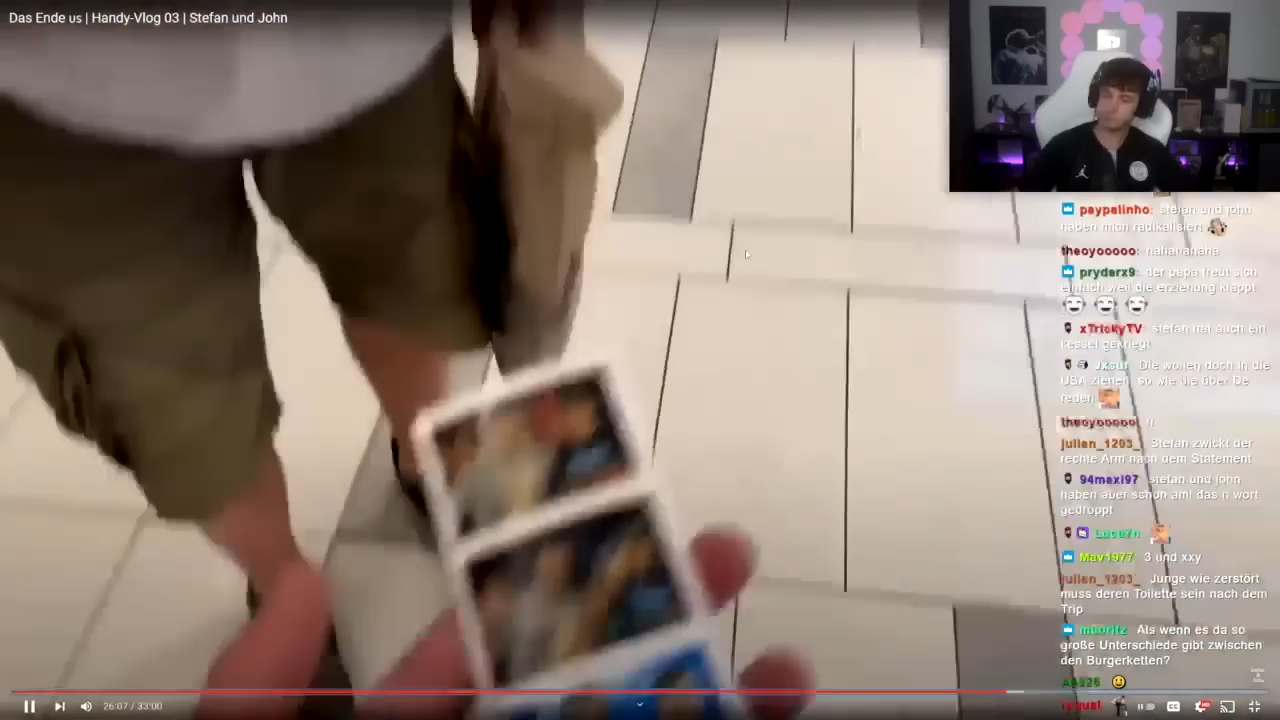 Das Ende us | Handy-Vlog 03 | Stefan und John
paypalinho: stefan und john
haben mich radikalisiert
theoyooooo: hahahahaha
pryderx9: der papa freut sich
einfach weil die erziehung klappt
xTrickyTV: stefan hat auch ein
kessel geknegt
Jxsuf: Die wollen doch in die
USA ziehen, so wie sie über De
reden
theoyooooo
julian_1203_ Stefan zwickt der
rechte Arm nach dem Statement
94maxi97: stefan und john
haben aber schon aml das n wort
gedroppt
Luca7n
Mav1977 3 und xxy
julian_1203_ Junge wie zerstört
muss deren Toilette sein nach dem
Trip
m0oritz Als wenn es da so
große Unterschiede gibt zwischen
den Burgerketten?
26:07 / 33:00